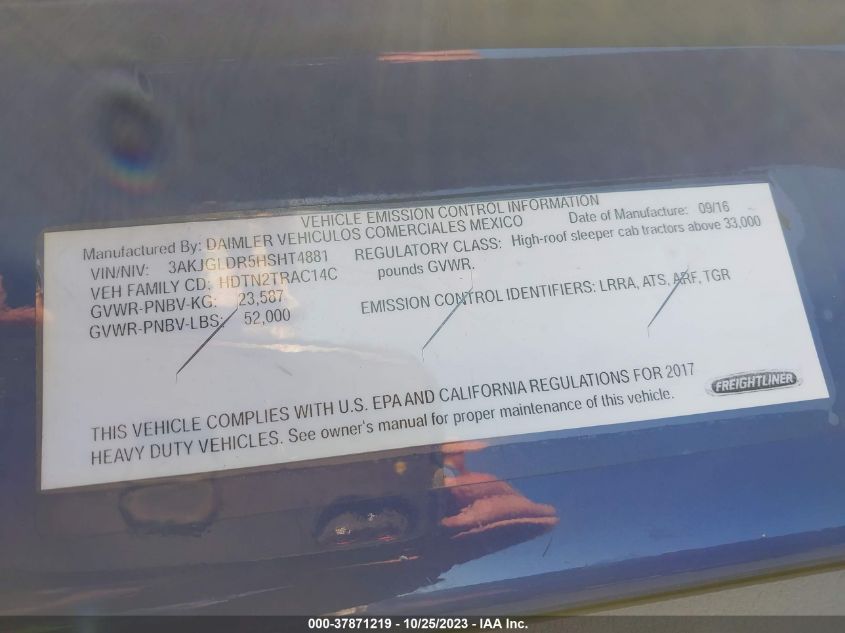 VEHICLE EMISSION CONTROL INFORMATION
Manufactured By: DAIMLER VEHICULOS COMERCIALES MEXICO Date of Manufacture: 09/16
VIN/NIV: 3AKJGLDR5HSHT4881 REGULATORY CLASS: High-roof sleeper cab tractors above 33,000
VEH FAMILY CD: HDTN2TRAC14C pounds GVWR.
GVWR-PNBV-KG: 23,587
GVWR-PNBV-LBS: 52,000 EMISSION CONTROL IDENTIFIERS: LRRA, ATS, ARF, TGR
THIS VEHICLE COMPLIES WITH U.S. EPA AND CALIFORNIA REGULATIONS FOR 2017
HEAVY DUTY VEHICLES. See owner's manual for proper maintenance of this vehicle.
FREIGHTLINER
000-37871219 - 10/25/2023 - IAA Inc.